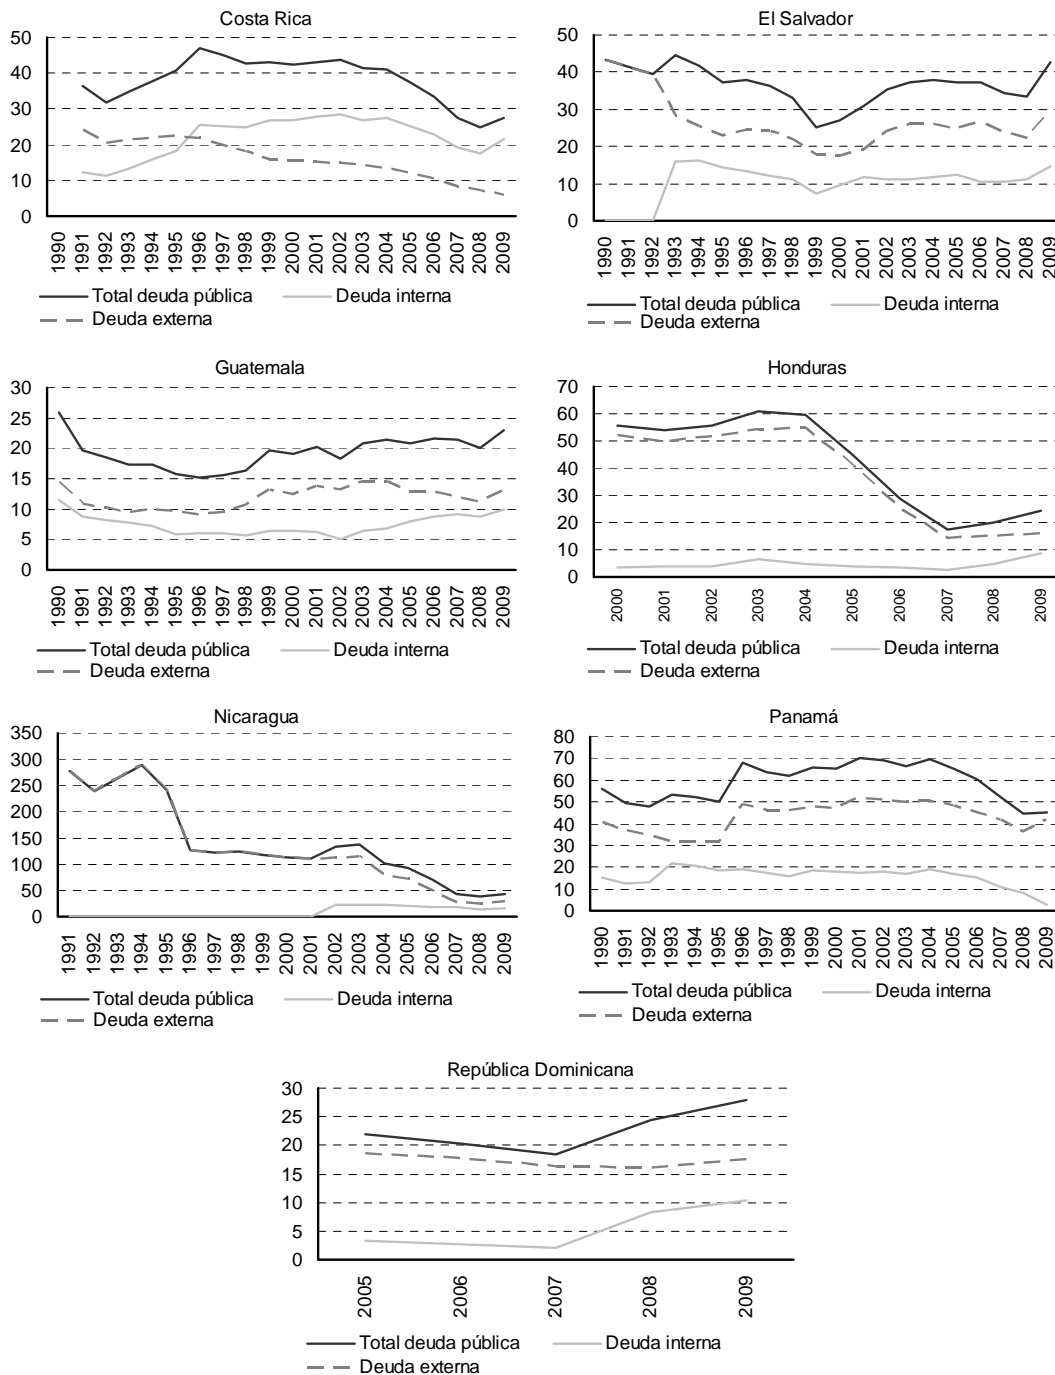 Costa Rica
50
40
30
20
10
0
1990 1991 1992 1993 1994 1995 1996 1997 1998 1999 2000 2001 2002 2003 2004 2005 2006 2007 2008 2009
Total deuda pública Deuda interna
Deuda externa
El Salvador
50
40
30
20
10
0
1990 1991 1992 1993 1994 1995 1996 1997 1998 1999 2000 2001 2002 2003 2004 2005 2006 2007 2008 2009
Total deuda pública Deuda interna
Deuda externa
Guatemala
30
25
20
15
10
5
0
1990 1991 1992 1993 1994 1995 1996 1997 1998 1999 2000 2001 2002 2003 2004 2005 2006 2007 2008 2009
Total deuda pública Deuda interna
Deuda externa
Honduras
70
60
50
40
30
20
10
0
2000 2001 2002 2003 2004 2005 2006 2007 2008 2009
Total deuda pública Deuda interna
Deuda externa
Nicaragua
350
300
250
200
150
100
50
0
1991 1992 1993 1994 1995 1996 1997 1998 1999 2000 2001 2002 2003 2004 2005 2006 2007 2008 2009
Total deuda pública Deuda interna
Deuda externa
Panamá
80
70
60
50
40
30
20
10
0
1990 1991 1992 1993 1994 1995 1996 1997 1998 1999 2000 2001 2002 2003 2004 2005 2006 2007 2008 2009
Total deuda pública Deuda interna
Deuda externa
República Dominicana
30
25
20
15
10
5
0
2005 2006 2007 2008 2009
Total deuda pública Deuda interna
Deuda externa